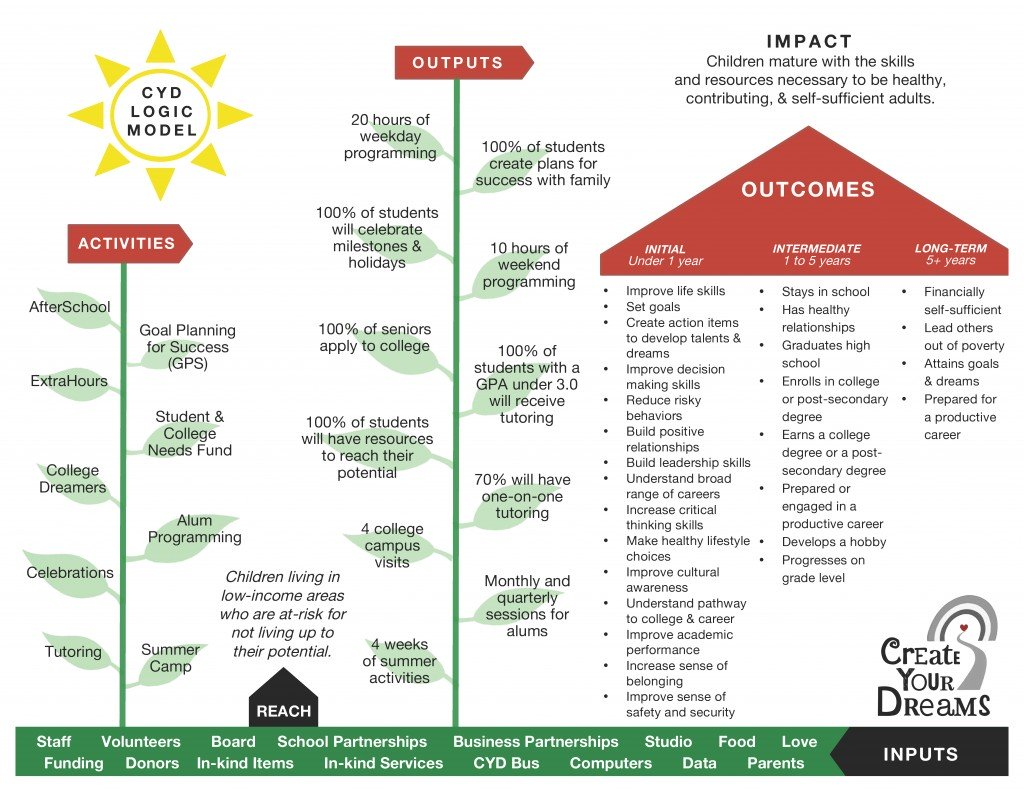 CYD
LOGIC
MODEL
ACTIVITIES
AfterSchool
Goal Planning
for Success
(GPS)
ExtraHours
Student &
College
Needs Fund
College
Dreamers
Alum
Programming
Celebrations
Tutoring
Summer
Camp
Children living in
low-income areas
who are at-risk for
not living up to
their potential.
REACH
OUTPUTS
20 hours of
weekday
programming
100% of students
create plans for
success with family
100% of students
will celebrate
milestones &
holidays
10 hours of
weekend
programming
100% of seniors
apply to college
100% of
students with a
GPA under 3.0
will receive
tutoring
100% of students
will have resources
to reach their
potential
70% will have
one-on-one
tutoring
4 college
campus
visits
Monthly and
quarterly
sessions for
alums
4 weeks
of summer
activities
IMPACT
Children mature with the skills
and resources necessary to be healthy,
contributing, & self-sufficient adults.
OUTCOMES
INITIAL
Under 1 year
• Improve life skills
• Set goals
• Create action items
to develop talents &
dreams
• Improve decision
making skills
• Reduce risky
behaviors
• Build positive
relationships
• Build leadership skills
• Understand broad
range of careers
• Increase critical
thinking skills
• Make healthy lifestyle
choices
• Improve cultural
awareness
• Understand pathway
to college & career
• Improve academic
performance
• Increase sense of
belonging
• Improve sense of
safety and security
INTERMEDIATE
1 to 5 years
• Stays in school
• Has healthy
relationships
• Graduates high
school
• Enrolls in college
or post-secondary
degree
• Earns a college
degree or a post-
secondary degree
• Prepared or
engaged in a
productive career
• Develops a hobby
• Progresses on
grade level
LONG-TERM
5+ years
• Financially
self-sufficient
• Lead others
out of poverty
• Attains goals
& dreams
• Prepared for
a productive
career
CREATE
YOUR
DREAMS
Staff Volunteers Board School Partnerships Business Partnerships Studio Food Love
Funding Donors In-kind Items In-kind Services CYD Bus Computers Data Parents
INPUTS